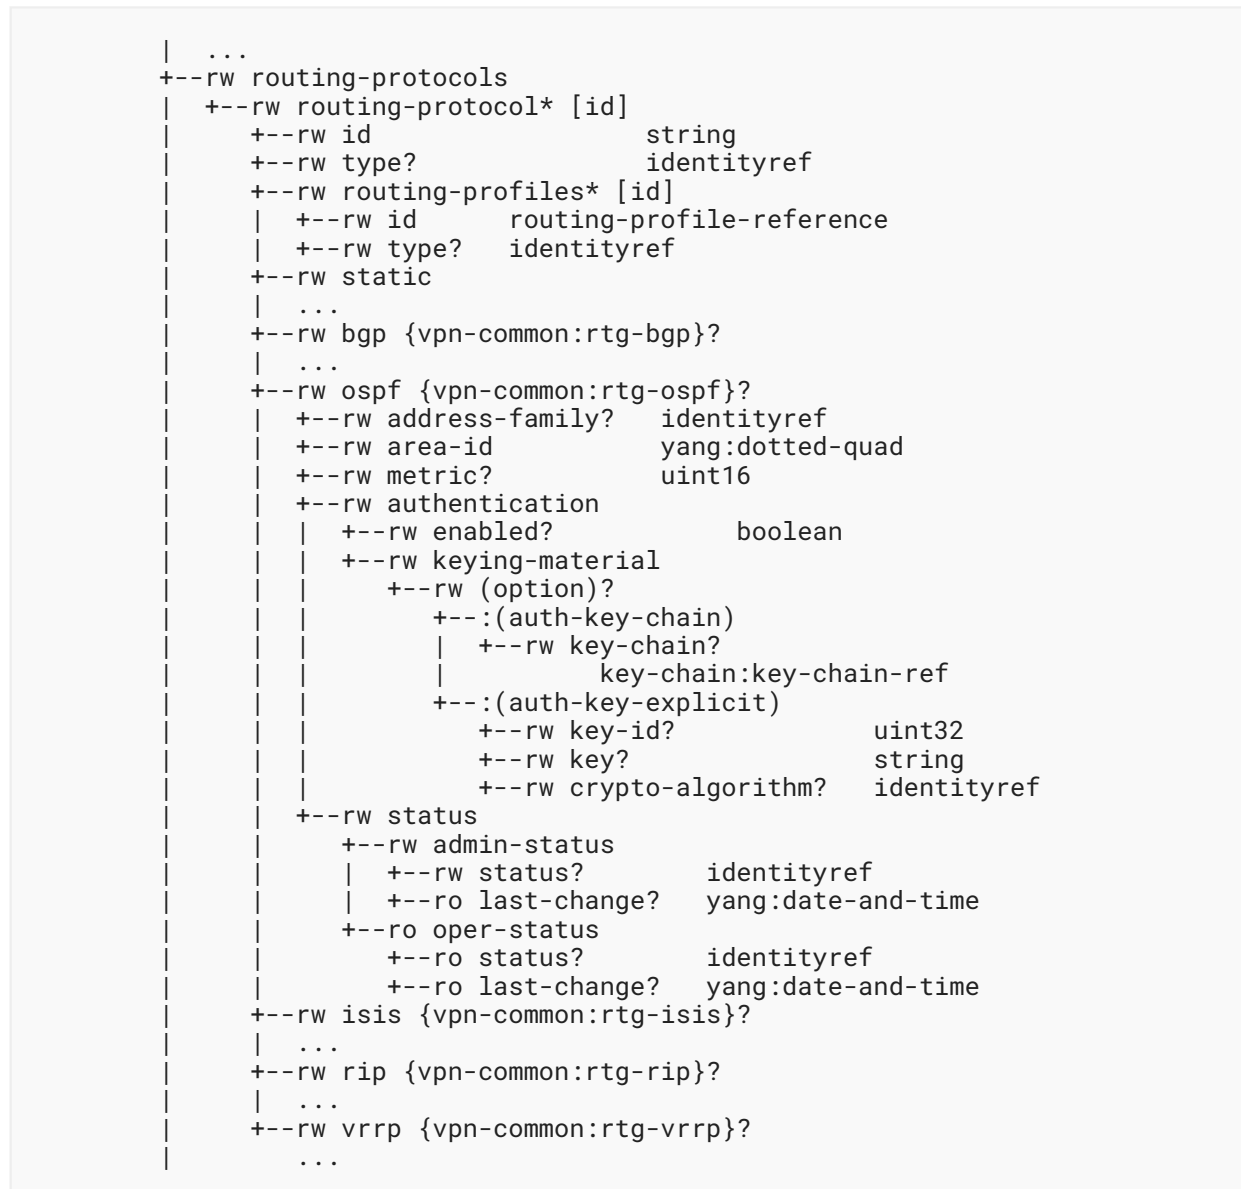 |  ...
+--rw routing-protocols
|  +--rw routing-protocol* [id]
|     +--rw id                  string
|     +--rw type?               identityref
|     +--rw routing-profiles* [id]
|     |  +--rw id      routing-profile-reference
|     |  +--rw type?   identityref
|     +--rw static
|     |  ...
|     +--rw bgp {vpn-common:rtg-bgp}?
|     |  ...
|     +--rw ospf {vpn-common:rtg-ospf}?
|     |  +--rw address-family?   identityref
|     |  +--rw area-id           yang:dotted-quad
|     |  +--rw metric?           uint16
|     |  +--rw authentication
|     |  |  +--rw enabled?            boolean
|     |  |  +--rw keying-material
|     |  |     +--rw (option)?
|     |  |        +--:(auth-key-chain)
|     |  |        |  +--rw key-chain?
|     |  |        |          key-chain:key-chain-ref
|     |  |        +--:(auth-key-explicit)
|     |  |           +--rw key-id?             uint32
|     |  |           +--rw key?                string
|     |  |           +--rw crypto-algorithm?   identityref
|     |  +--rw status
|     |     +--rw admin-status
|     |     |  +--rw status?        identityref
|     |     |  +--ro last-change?   yang:date-and-time
|     |     +--ro oper-status
|     |        +--ro status?        identityref
|     |        +--ro last-change?   yang:date-and-time
|     +--rw isis {vpn-common:rtg-isis}?
|     |  ...
|     +--rw rip {vpn-common:rtg-rip}?
|     |  ...
|     +--rw vrrp {vpn-common:rtg-vrrp}?
|        ...